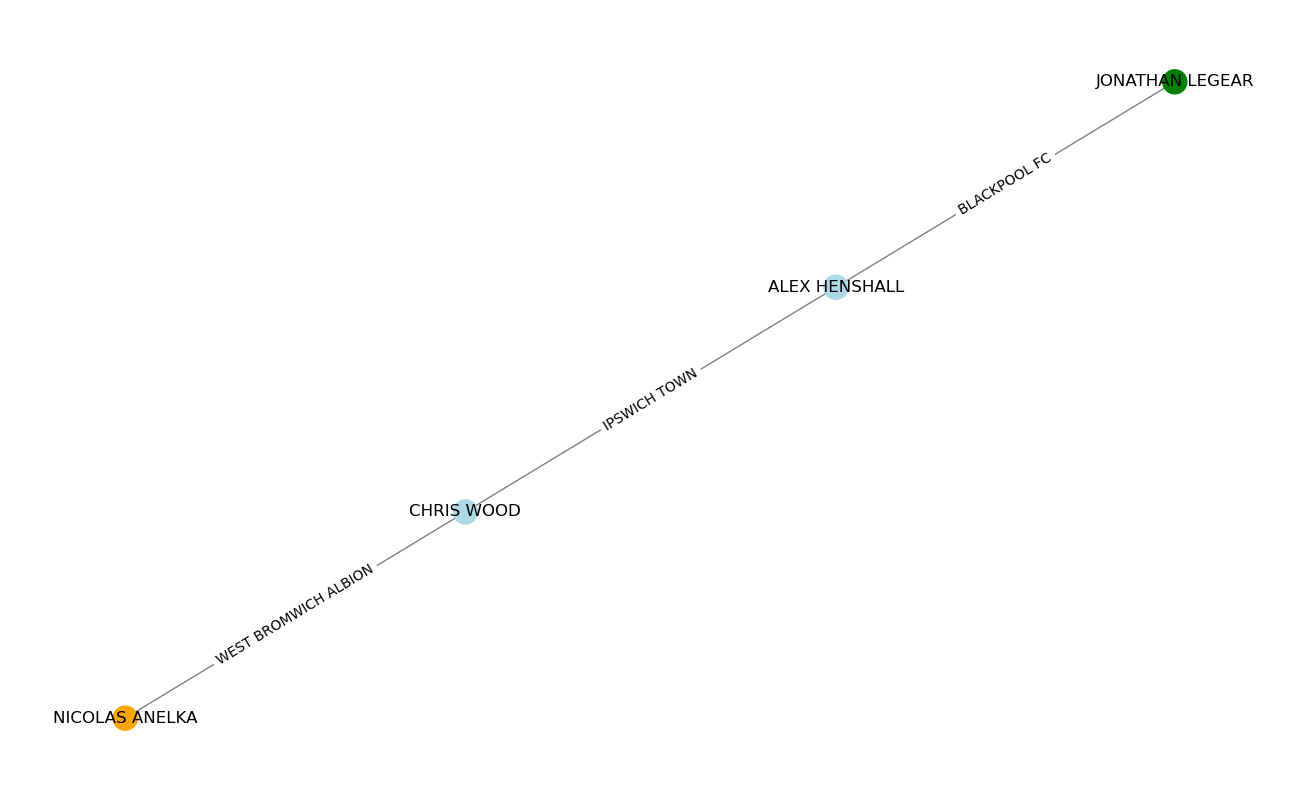 JONATHAN LEGEAR
BLACKPOOL FC
ALEX HENSHALL
IPSWICH TOWN
CHRIS WOOD
WEST BROMWICH ALBION
NICOLAS ANELKA